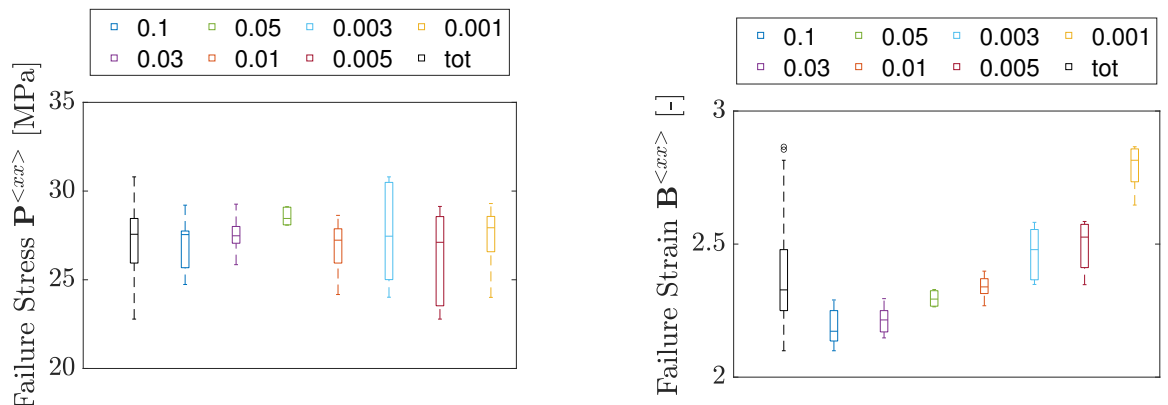 0.1 0.05 0.003 0.001
0.03 0.01 0.005 tot
Failure Stress P<xx> [MPa]
35
30
25
20
0.1 0.05 0.003 0.001
0.03 0.01 0.005 tot
Failure Strain B<xx> [-]
3
2.5
2